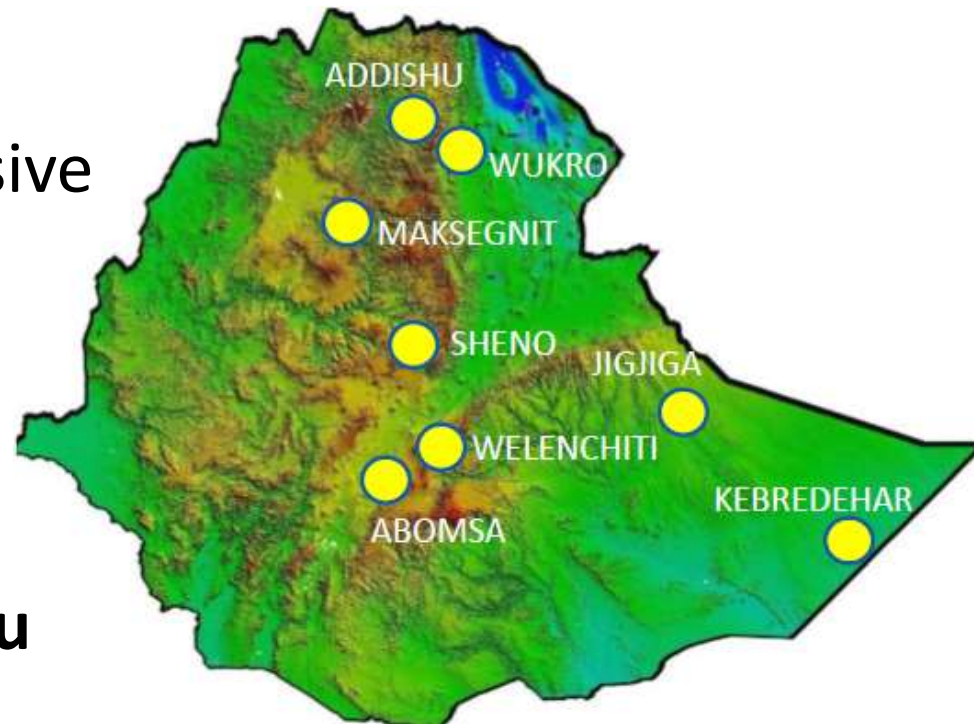 ADDISHU
sive
WUKRO
MAKSEGNIT
SHENO
JIGJIGA
WELENCHITI
KEBREDEHAR
ABOMSA
u